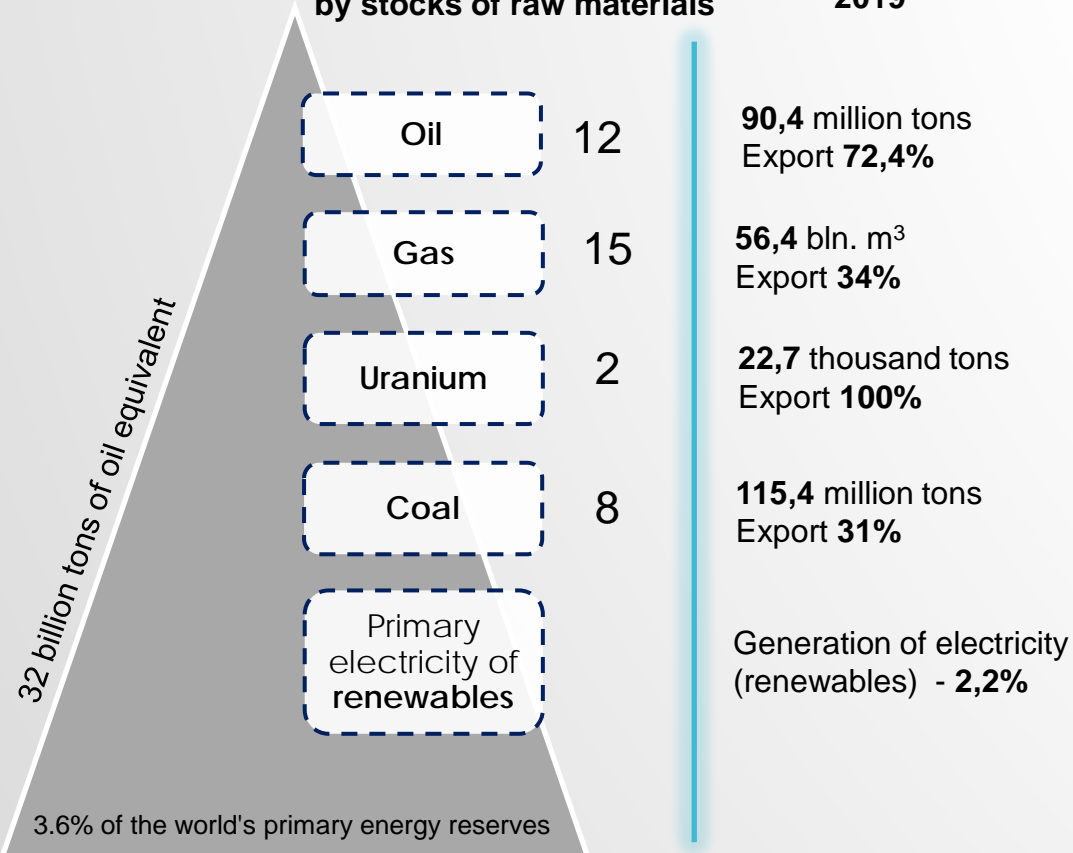 by stocks of raw materials
2019
Oil
12
90,4 million tons
Export 72,4%
Gas
15
56,4 bln. m³
Export 34%
Uranium
2
22,7 thousand tons
Export 100%
Coal
8
115,4 million tons
Export 31%
Primary
electricity of
renewables
Generation of electricity
(renewables) - 2,2%
32 billion tons of oil equivalent
3.6% of the world's primary energy reserves